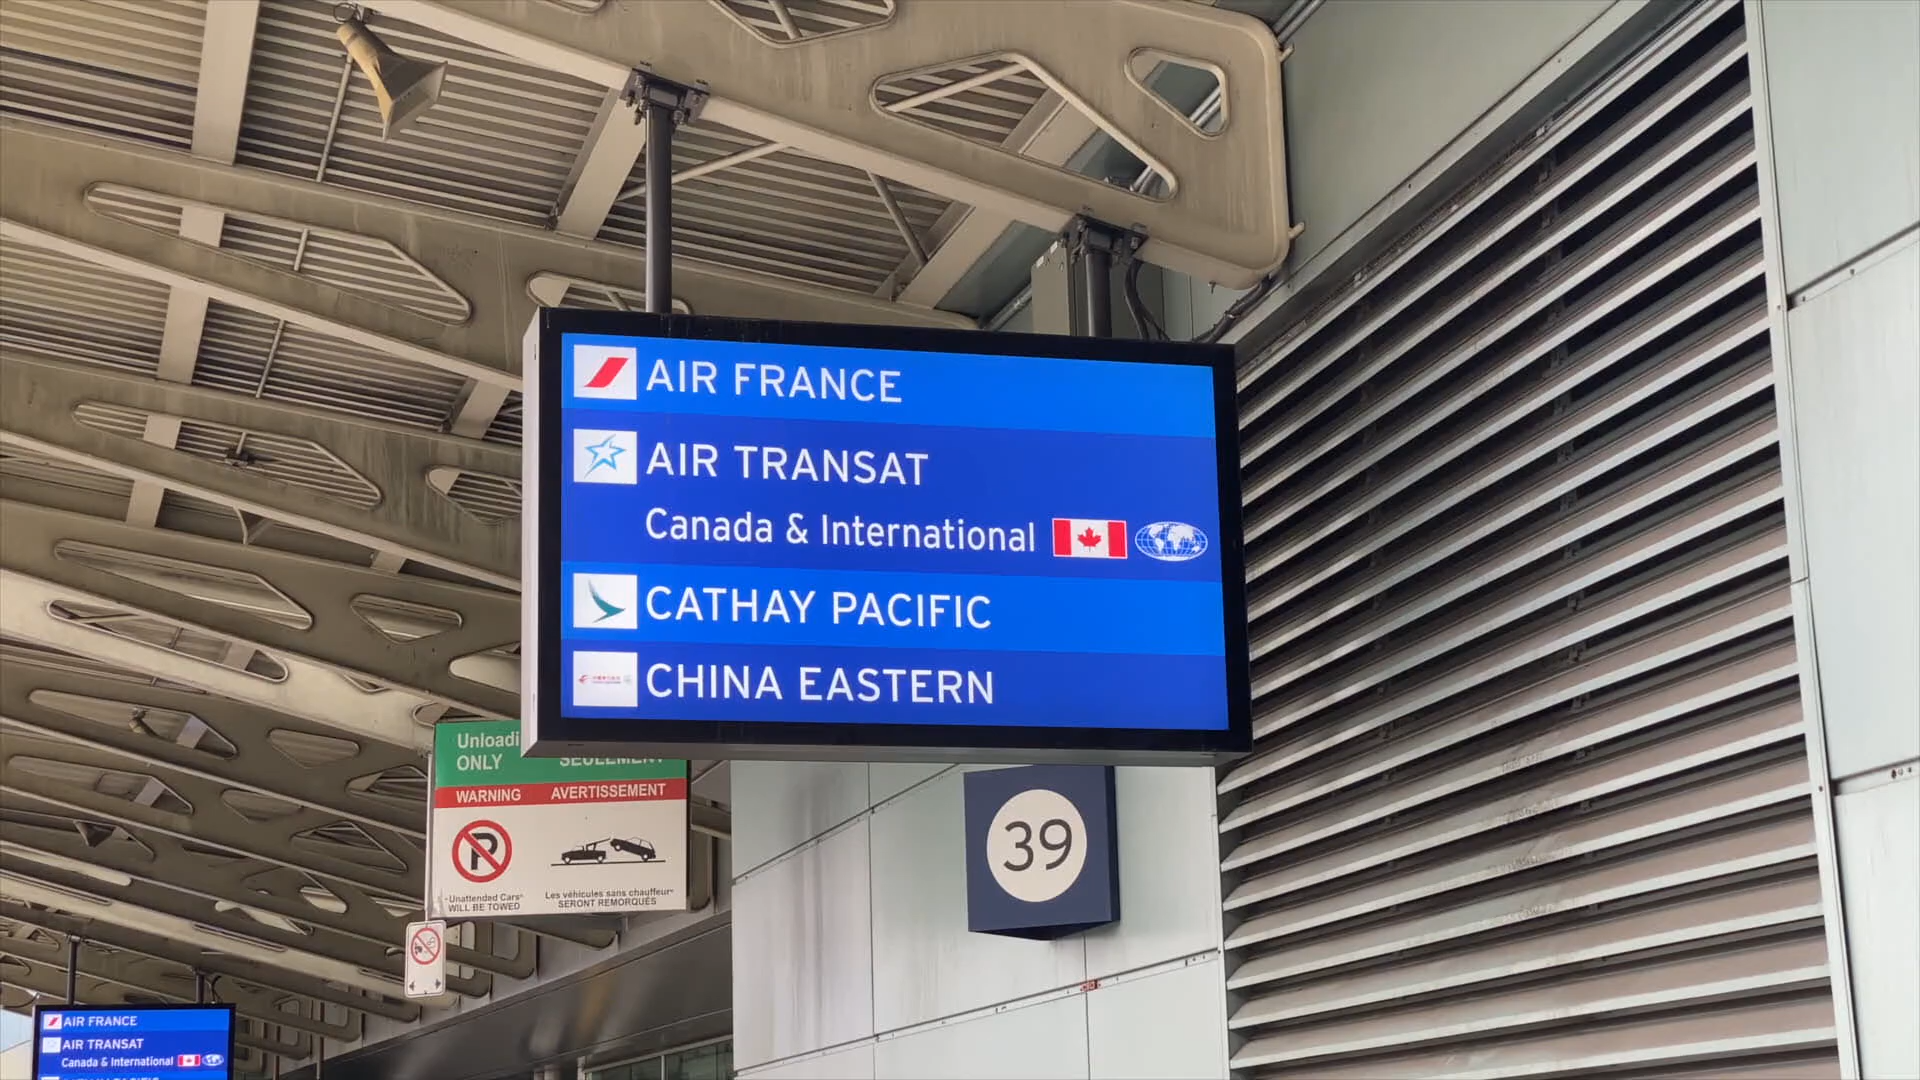 AIR FRANCE
AIR TRANSAT
Canada & International
CATHAY PACIFIC
CHINA EASTERN
Unloadi
ONLY
SEULEMENT
WARNING AVERTISSEMENT
P
Unattended Cars
WILL BE TOWED
Les véhicules sans chauffeur
SERONT REMORQUÉS
39
AIR FRANCE
AIR TRANSAT
Canada & International